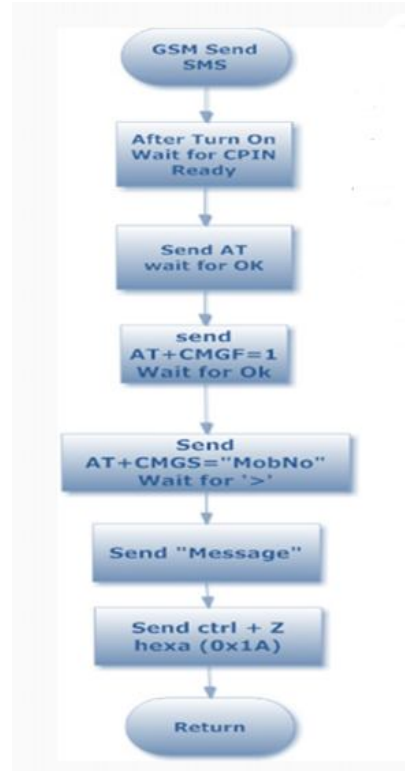 GSM Send
SMS
After Turn On
Wait for CPIN
Ready
Send AT
wait for OK
send
AT+CMGF=1
Wait for Ok
Send
AT+CMGS="MobNo"
Wait for '>'
Send "Message"
Send ctrl + Z
hexa (0x1A)
Return